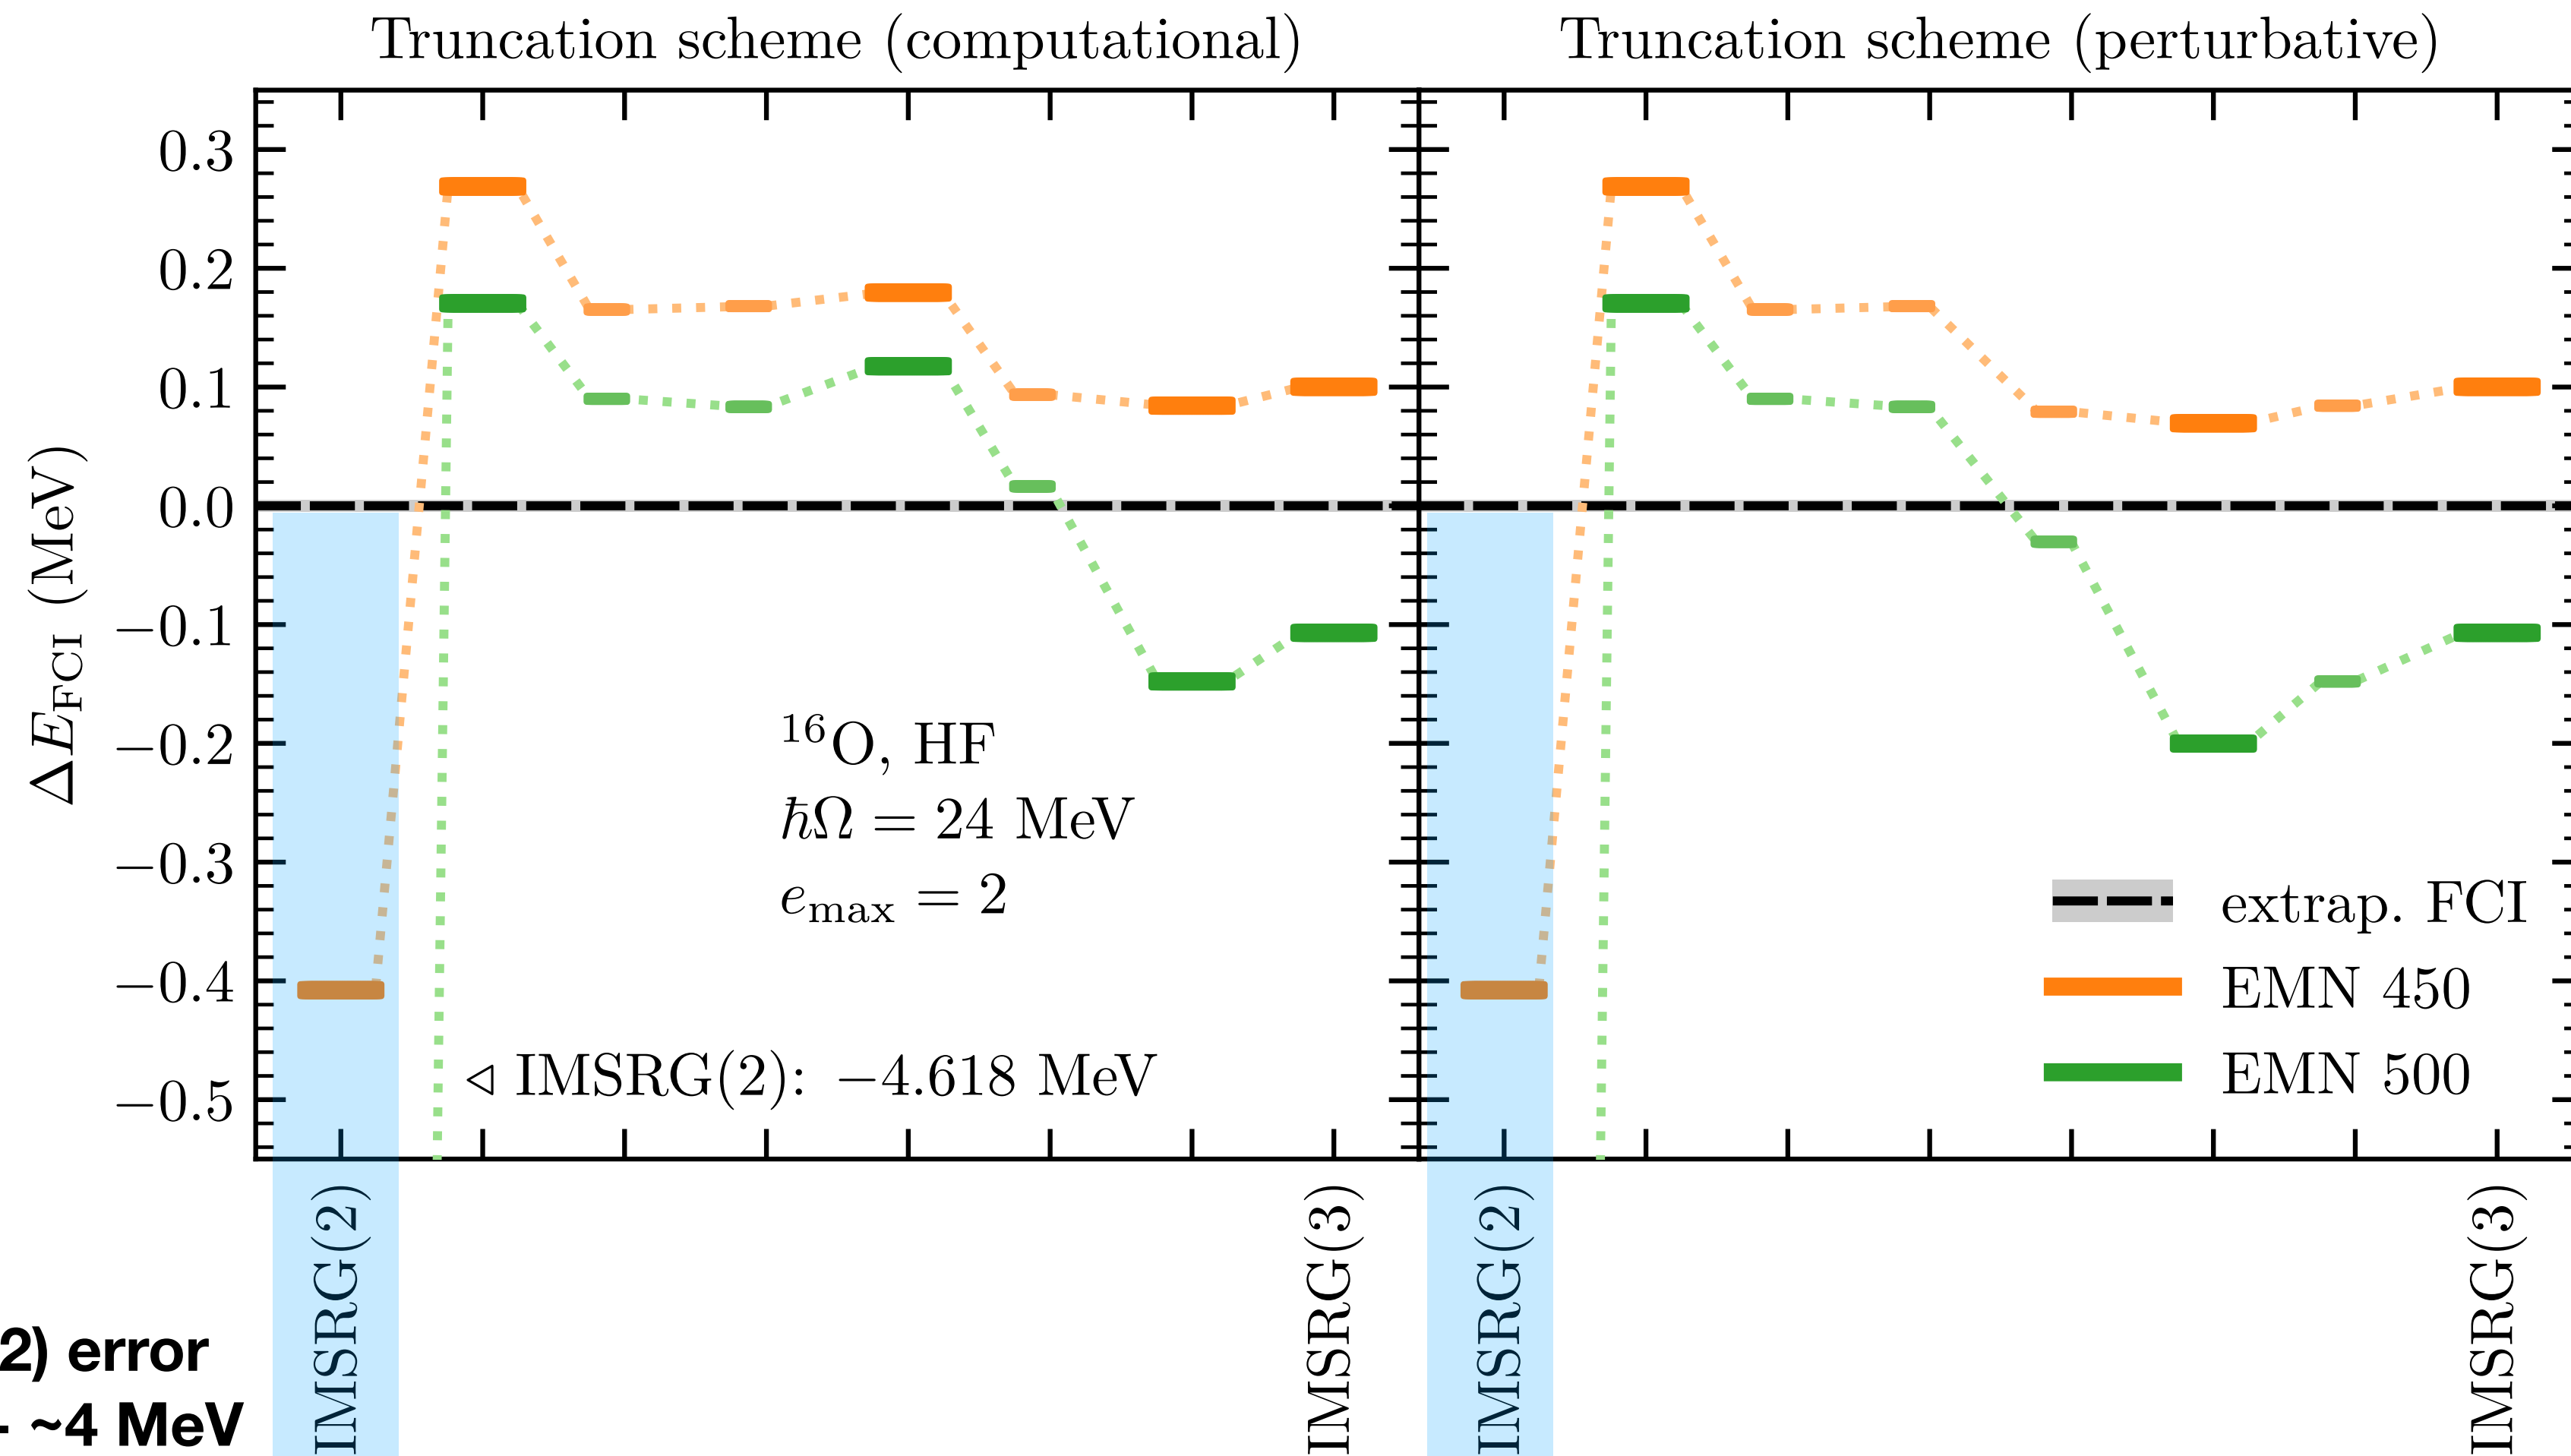 Truncation scheme (computational)
Truncation scheme (perturbative)
ΔE_FCI (MeV)
0.3
0.2
0.1
0.0
−0.1
−0.2
−0.3
−0.4
−0.5
¹⁶O, HF
ℏΩ = 24 MeV
e_max = 2
◁ IMSRG(2): −4.618 MeV
extrap. FCI
EMN 450
EMN 500
IMSRG(2)
IMSRG(3)
IMSRG(2)
IMSRG(3)
2) error
~4 MeV